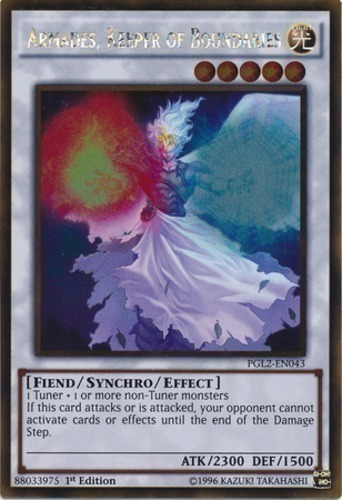 ARMADES, KEEPER OF BOUNDARIES
光
PGL2-EN043
[FIEND/SYNCHRO/EFFECT]
1 Tuner + 1 or more non-Tuner monsters
If this card attacks or is attacked, your opponent cannot
activate cards or effects until the end of the Damage
Step.
ATK/2300 DEF/1500
88033975 1st Edition ©1996 KAZUKI TAKAHASHI